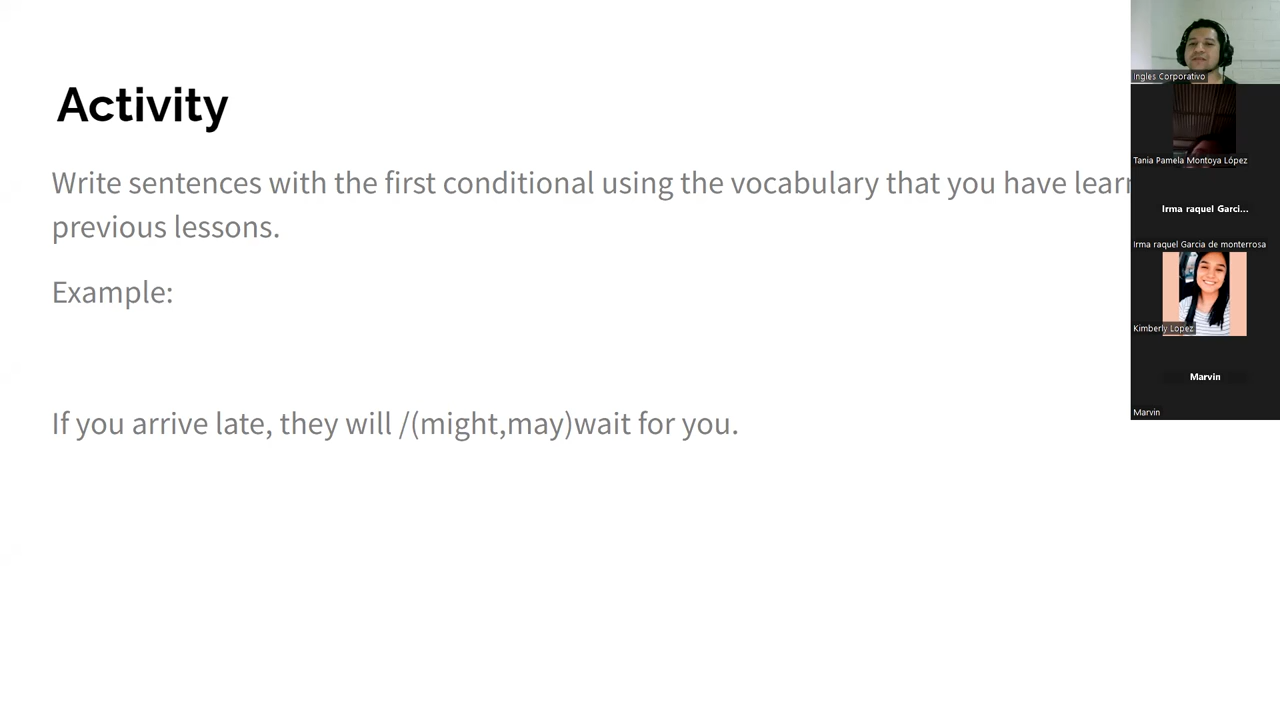 Activity
Write sentences with the first conditional using the vocabulary that you have
previous lessons.
Example:
If you arrive late, they will /(might,may)wait for you.
Ingles Corporativo
Tania Pamela Montoya López
Irma raquel Garci...
Irma raquel Garcia de monterrosa
Kimberly Lopez
Marvin
Marvin